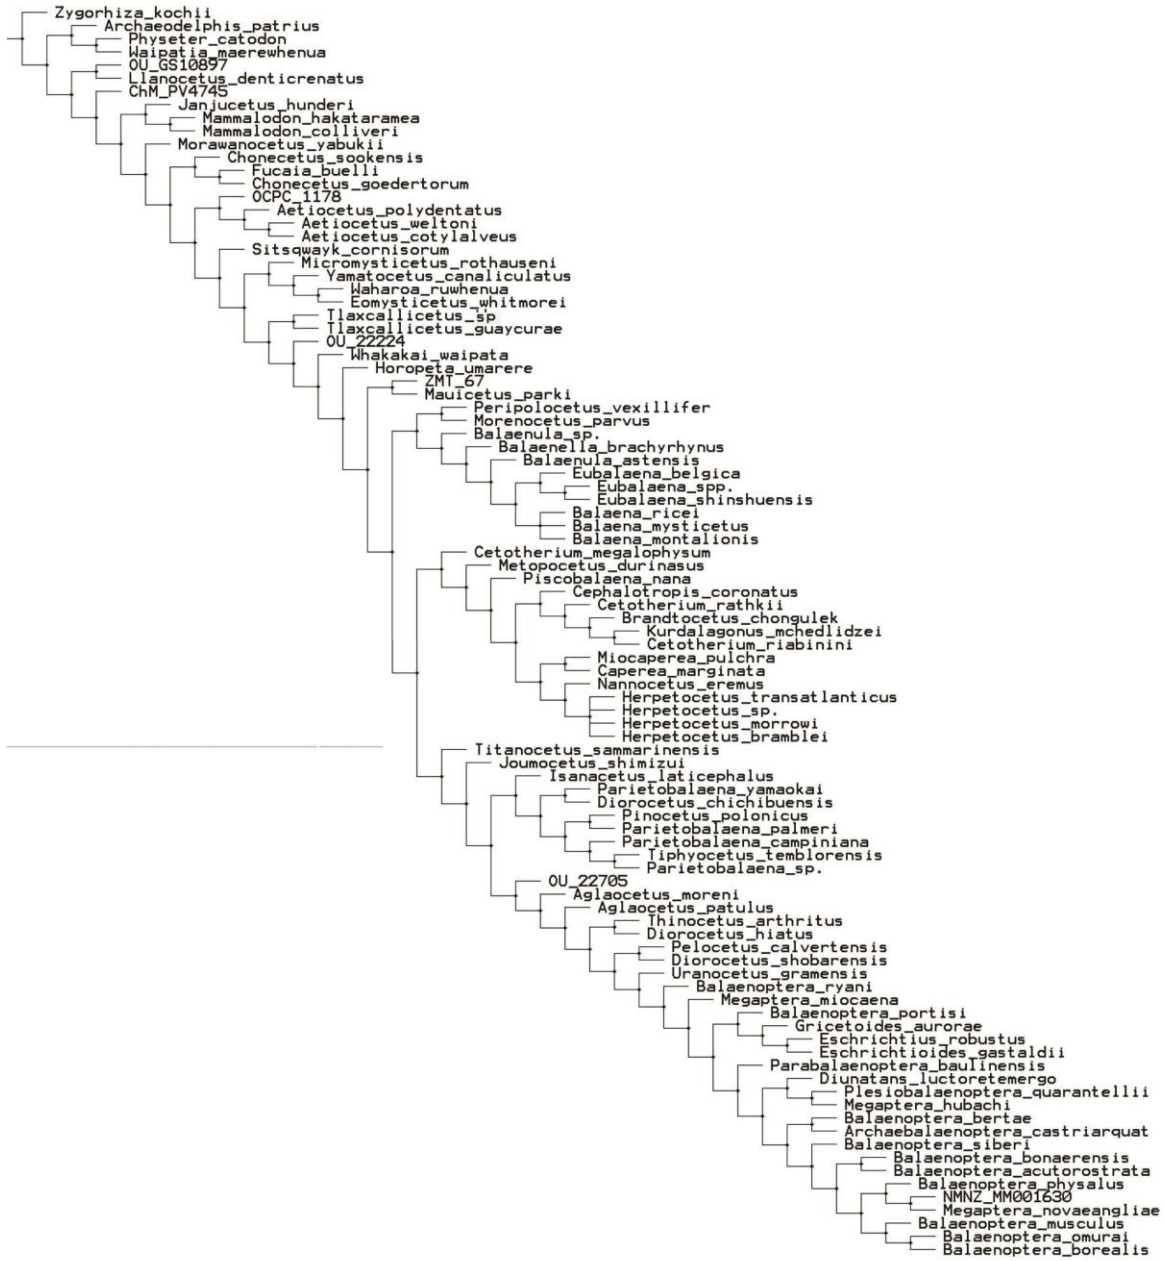 Zygorhiza_kochii
Archaeodelphis_patrius
Physeter_catodon
Waipatia_maerewhenua
OU_GS10897
Llanocetus_denticrenatus
ChM_PV4745
Janjucetus_hunderi
Mammalodon_hakataramea
Mammalodon_colliveri
Morawanocetus_yabukii
Chonecetus_sookensis
Fucaia_buelli
Chonecetus_goedertorum
OCPC_1178
Aetiocetus_polydentatus
Aetiocetus_weltoni
Aetiocetus_cotylalveus
Sitsqwayk_cornisorum
Micromysticetus_rothauseni
Yamatocetus_canaliculatus
Waharoa_ruwhenua
Eomysticetus_whitmorei
Tlaxcallicetus_sp
Tlaxcallicetus_guaycurae
OU_22224
Whakakai_waipata
Horopeta_umarere
ZMT_67
Mauicetus_parki
Peripolocetus_vexillifer
Morenocetus_parvus
Balaenula_sp.
Balaenella_brachyrhynus
Balaenula_astensis
Eubalaena_belgica
Eubalaena_spp.
Eubalaena_shinshuensis
Balaena_ricei
Balaena_mysticetus
Balaena_montalionis
Cetotherium_megalophysum
Metopocetus_durinasus
Piscobalaena_nana
Cephalotropis_coronatus
Cetotherium_rathkii
Brandtocetus_chongulek
Kurdalagonus_mchedlidzei
Cetotherium_riabinini
Miocaperea_pulchra
Caperea_marginata
Nannocetus_eremus
Herpetocetus_transatlanticus
Herpetocetus_sp.
Herpetocetus_morrowi
Herpetocetus_bramblei
Titanocetus_sammarinensis
Joumocetus_shimizui
Isanacetus_laticephalus
Parietobalaena_yamaokai
Diorocetus_chichibuensis
Pinocetus_polonicus
Parietobalaena_palmeri
Parietobalaena_campiniana
Tiphyocetus_temblorensis
Parietobalaena_sp.
OU_22705
Aglaocetus_moreni
Aglaocetus_patulus
Thinocetus_arthritus
Diorocetus_hiatus
Pelocetus_calvertensis
Diorocetus_shobarensis
Uranocetus_gramensis
Balaenoptera_ryani
Megaptera_miocaena
Balaenoptera_portisi
Gricetoides_aurorae
Eschrichtius_robustus
Eschrichtioides_gastaldii
Parabalaenoptera_baulinensis
Diunatans_luctoretemergo
Plesiobalaenoptera_quarantellii
Megaptera_hubachi
Balaenoptera_bertae
Archaebalaenoptera_castriarquat
Balaenoptera_siberi
Balaenoptera_bonaerensis
Balaenoptera_acutorostrata
Balaenoptera_physalus
NMNZ_MM001630
Megaptera_novaeangliae
Balaenoptera_musculus
Balaenoptera_omurai
Balaenoptera_borealis